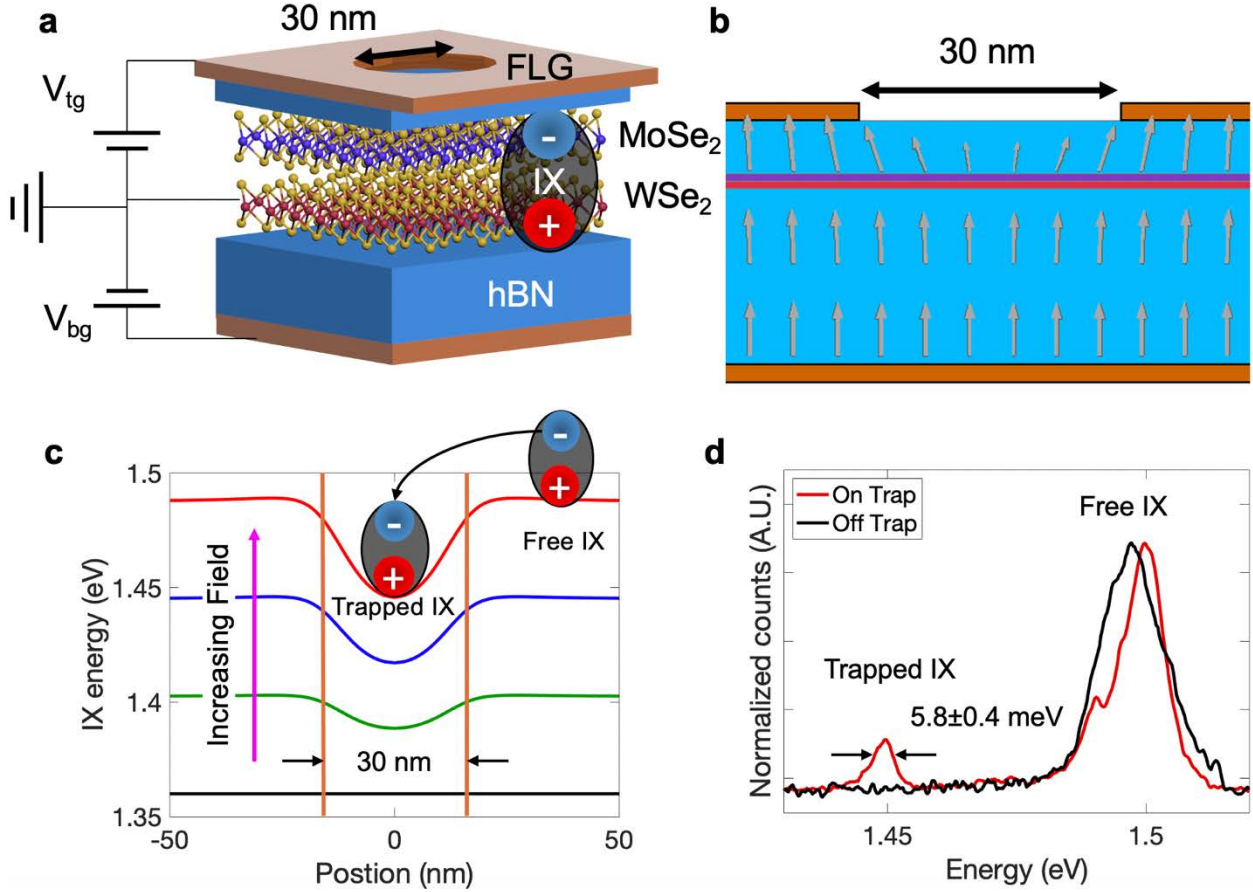 a
30 nm
FLG
V_tg
MoSe₂
-
IX
WSe₂
+
hBN
V_bg
b
30 nm
c
-
+
-
+
Free IX
Trapped IX
Increasing Field
30 nm
IX energy (eV)
1.5
1.45
1.4
1.35
-50
0
50
Postion (nm)
d
On Trap
Off Trap
Free IX
Trapped IX
5.8±0.4 meV
Normalized counts (A.U.)
1.45
1.5
Energy (eV)